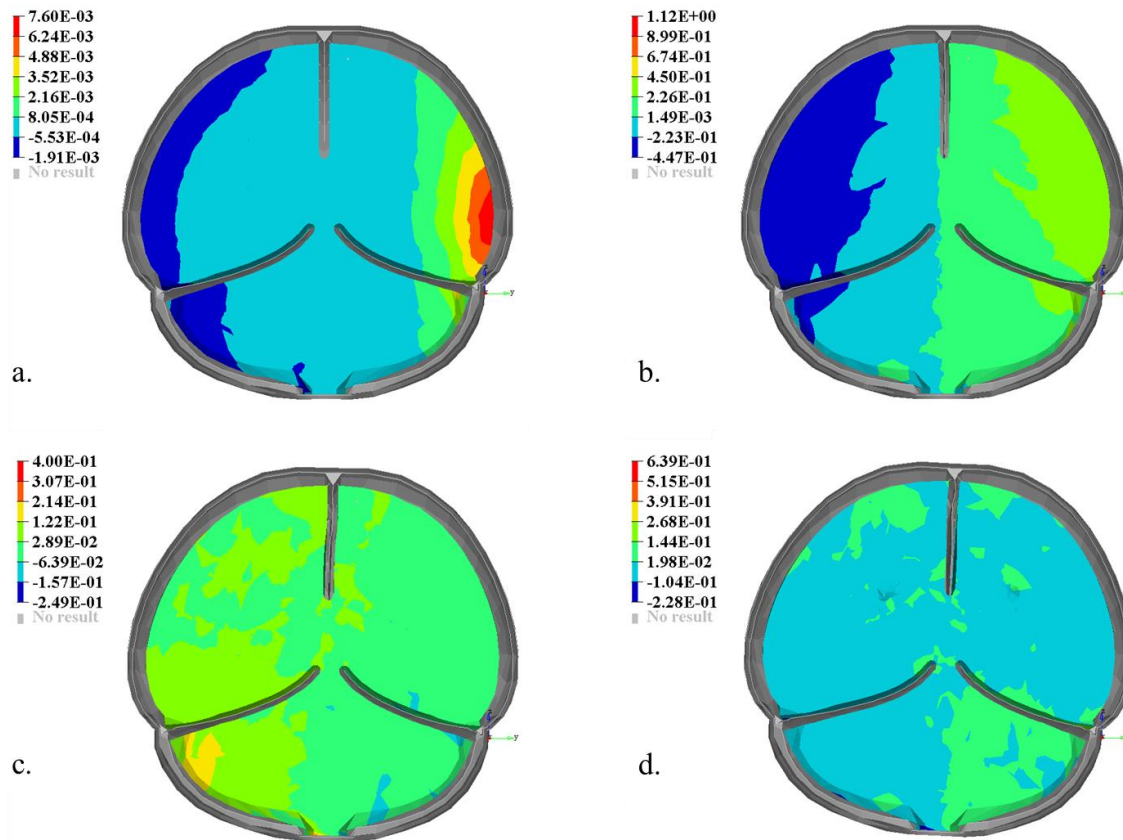 7.60E-03
6.24E-03
4.88E-03
3.52E-03
2.16E-03
8.05E-04
-5.53E-04
-1.91E-03
No result
y
a.
1.12E+00
8.99E-01
6.74E-01
4.50E-01
2.26E-01
1.49E-03
-2.23E-01
-4.47E-01
No result
b.
4.00E-01
3.07E-01
2.14E-01
1.22E-01
2.89E-02
-6.39E-02
-1.57E-01
-2.49E-01
No result
y
c.
6.39E-01
5.15E-01
3.91E-01
2.68E-01
1.44E-01
1.98E-02
-1.04E-01
-2.28E-01
No result
d.